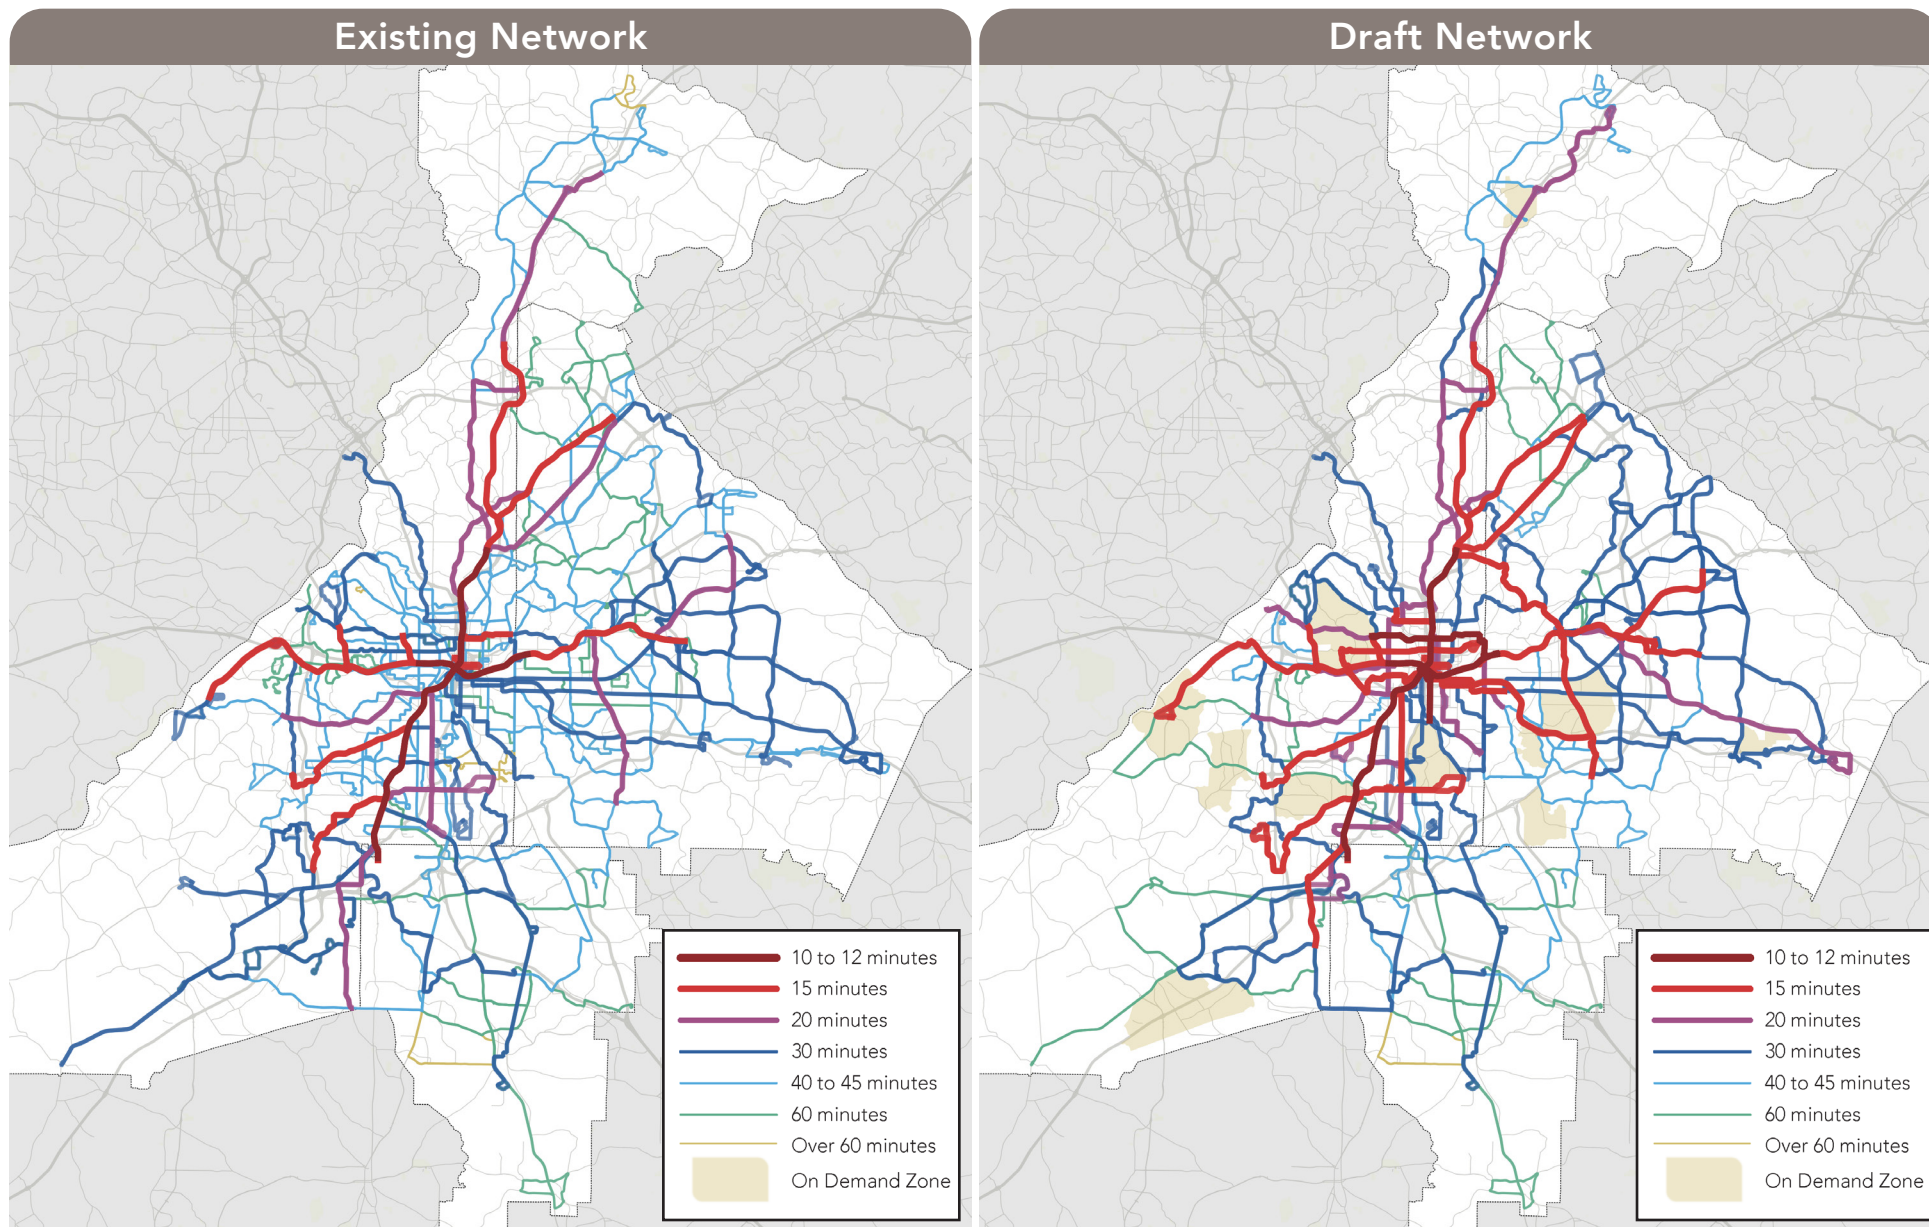 Existing Network
10 to 12 minutes
15 minutes
20 minutes
30 minutes
40 to 45 minutes
60 minutes
Over 60 minutes
On Demand Zone
Draft Network
10 to 12 minutes
15 minutes
20 minutes
30 minutes
40 to 45 minutes
60 minutes
Over 60 minutes
On Demand Zone